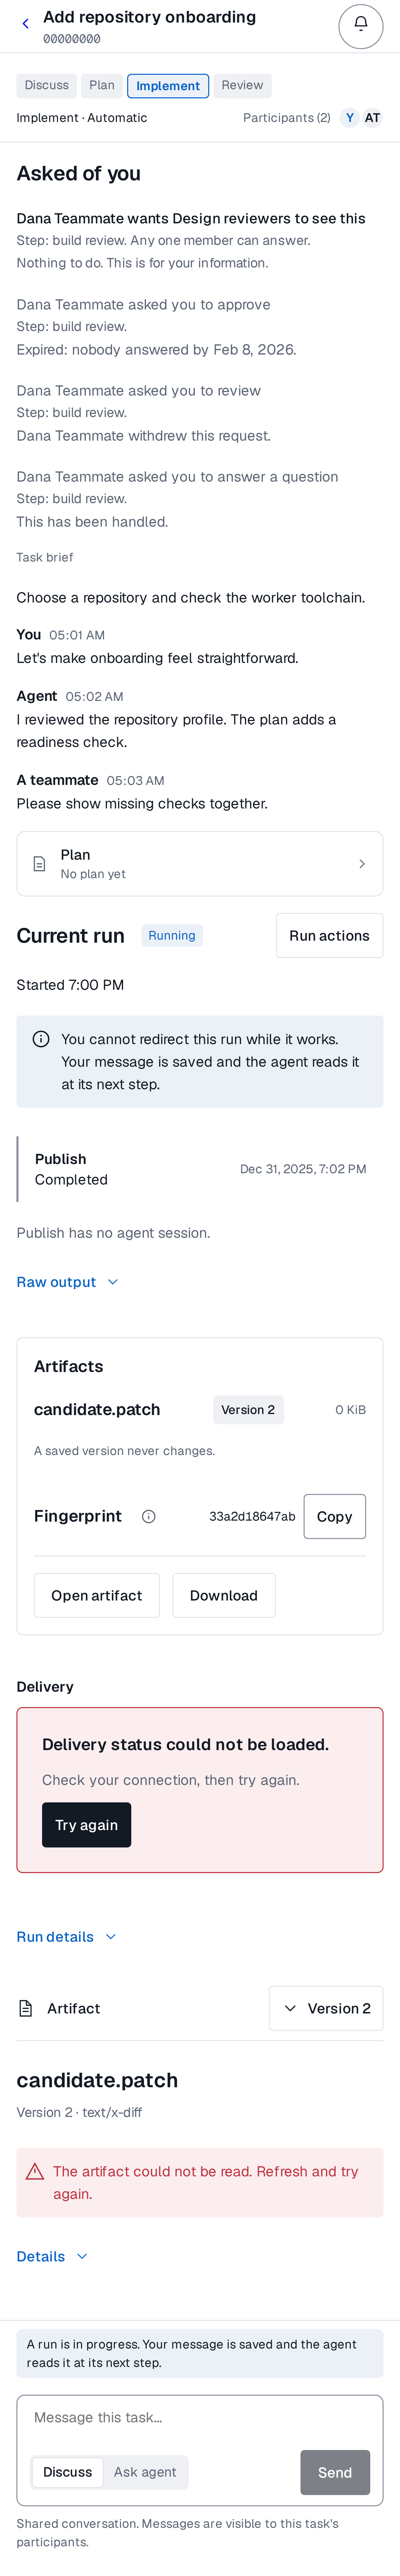 Add repository onboarding
00000000
Discuss
Plan
Implement
Review
Implement · Automatic
Participants (2)
Y
AT
Asked of you
Dana Teammate wants Design reviewers to see this
Step: build review. Any one member can answer.
Nothing to do. This is for your information.
Dana Teammate asked you to approve
Step: build review.
Expired: nobody answered by Feb 8, 2026.
Dana Teammate asked you to review
Step: build review.
Dana Teammate withdrew this request.
Dana Teammate asked you to answer a question
Step: build review.
This has been handled.
Task brief
Choose a repository and check the worker toolchain.
You 05:01 AM
Let's make onboarding feel straightforward.
Agent 05:02 AM
I reviewed the repository profile. The plan adds a
readiness check.
A teammate 05:03 AM
Please show missing checks together.
Plan
No plan yet
Current run
Running
Run actions
Started 7:00 PM
You cannot redirect this run while it works.
Your message is saved and the agent reads it
at its next step.
Publish
Completed
Dec 31, 2025, 7:02 PM
Publish has no agent session.
Raw output
Artifacts
candidate.patch
Version 2
0 KiB
A saved version never changes.
Fingerprint
33a2d18647ab
Copy
Open artifact
Download
Delivery
Delivery status could not be loaded.
Check your connection, then try again.
Try again
Run details
Artifact
Version 2
candidate.patch
Version 2 · text/x-diff
The artifact could not be read. Refresh and try
again.
Details
A run is in progress. Your message is saved and the agent
reads it at its next step.
Message this task...
Discuss
Ask agent
Send
Shared conversation. Messages are visible to this task's
participants.